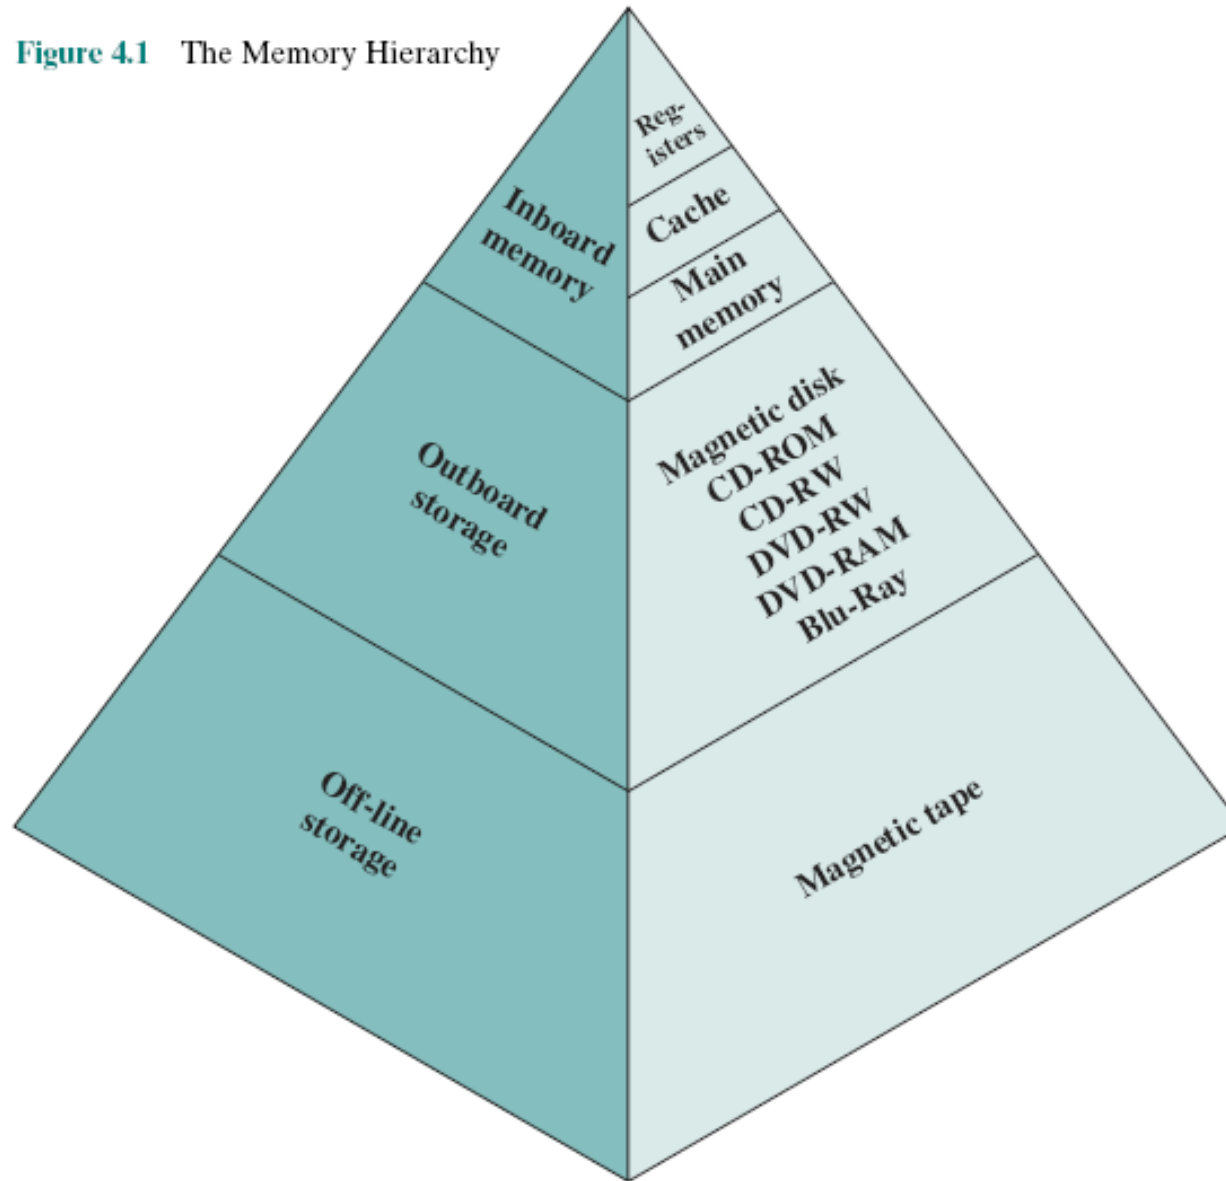 Figure 4.1 The Memory Hierarchy
Inboard
memory
Reg-
isters
Cache
Main
memory
Outboard
storage
Magnetic disk
CD-ROM
CD-RW
DVD-RW
DVD-RAM
Blu-Ray
Off-line
storage
Magnetic tape